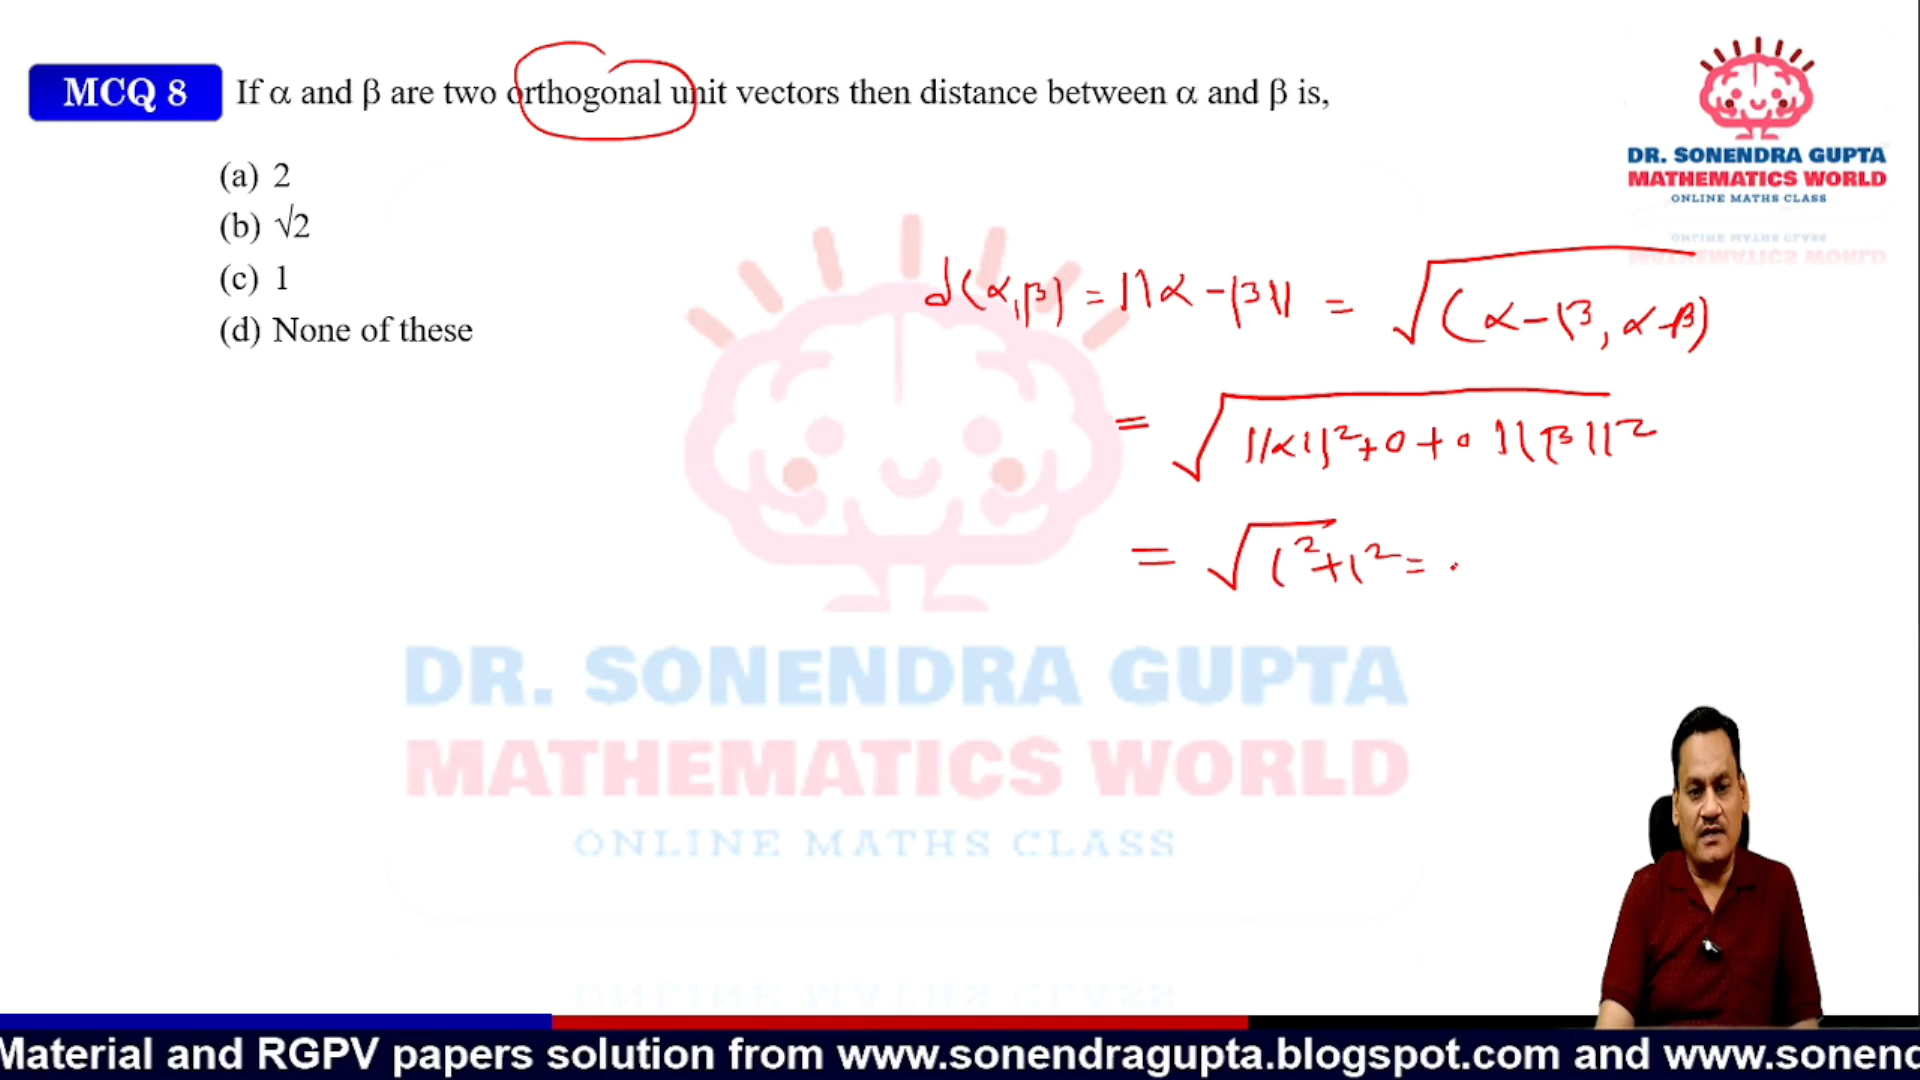 MCQ 8 If α and β are two orthogonal unit vectors then distance between α and β is,
(a) 2
(b) √2
(c) 1
(d) None of these
DR. SONENDRA GUPTA
MATHEMATICS WORLD
ONLINE MATHS CLASS
d(α,β) = ||α - β|| = √(α-β, α-β)
= √||α||²+0+0 ||β||²
= √1²+1² =
DR. SONENDRA GUPTA
MATHEMATICS WORLD
ONLINE MATHS CLASS
Material and RGPV papers solution from www.sonendragupta.blogspot.com and www.sonend